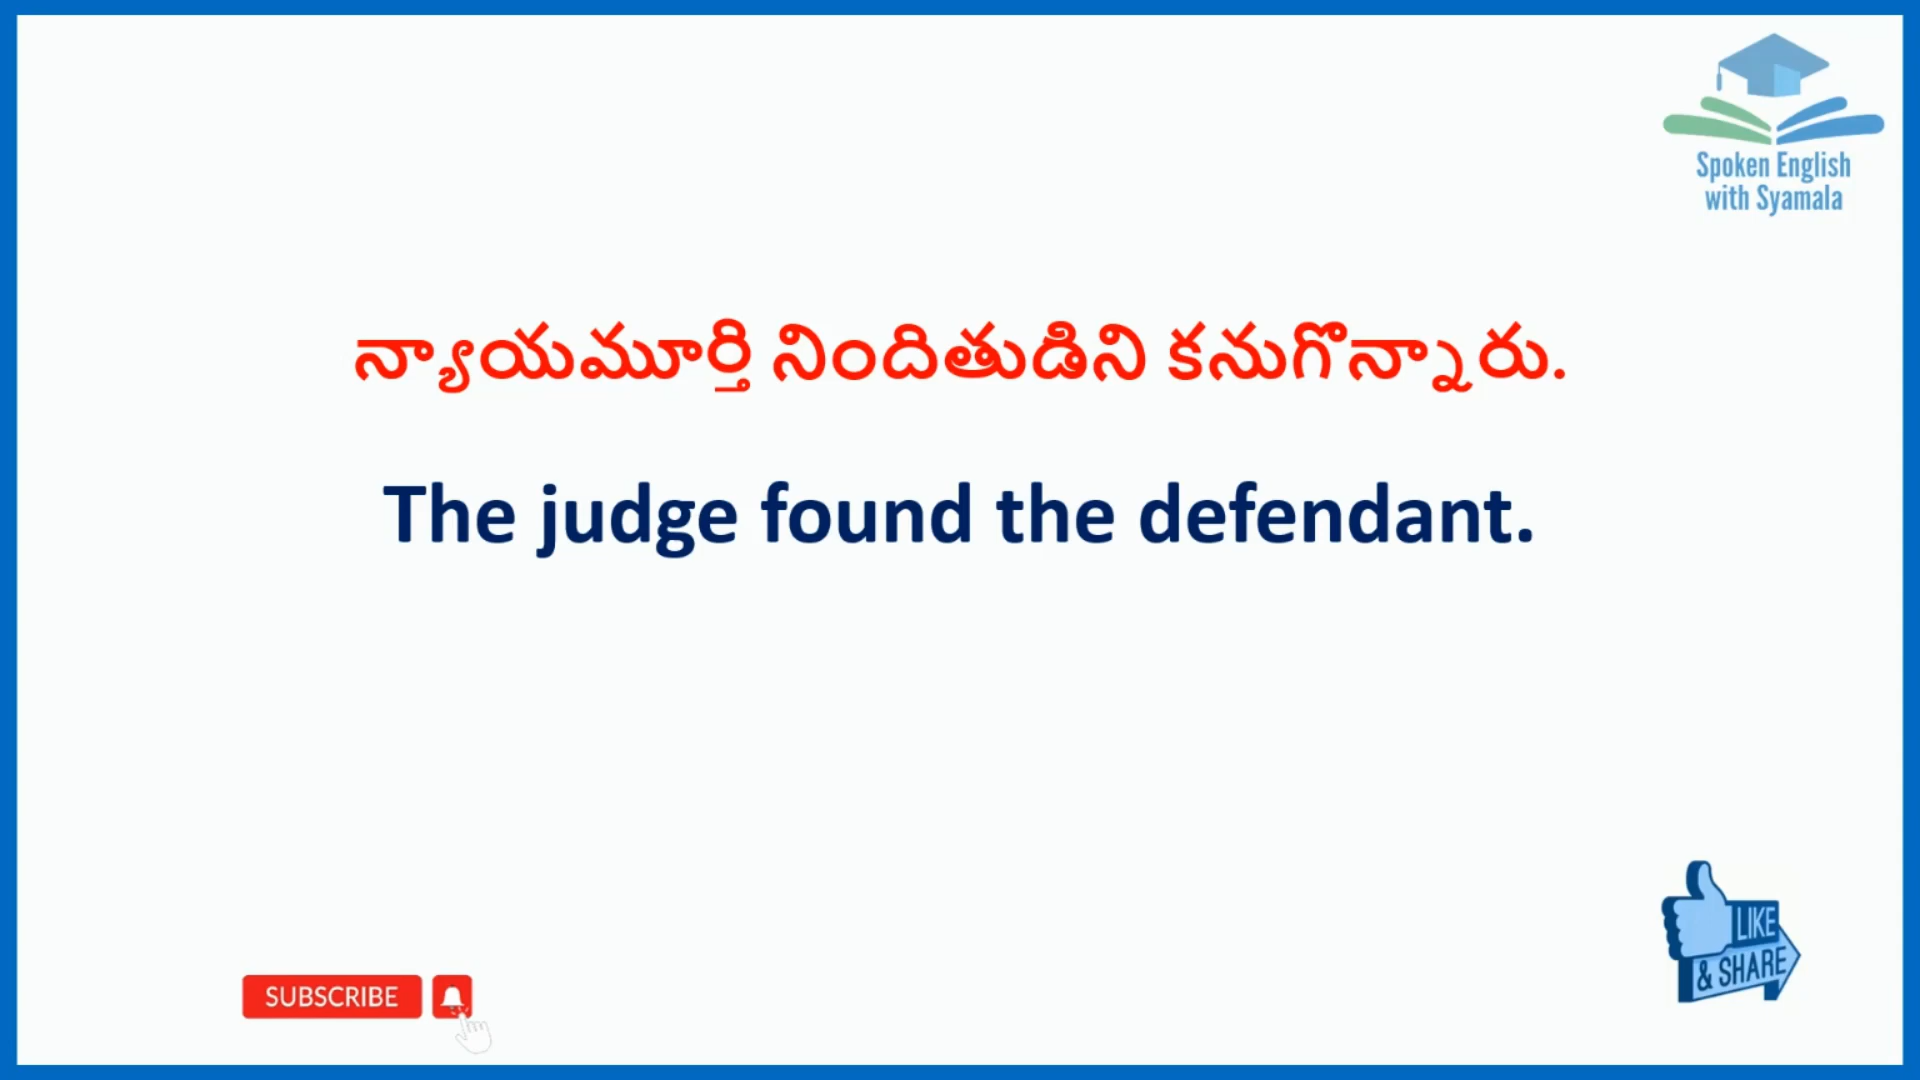 Spoken English
with Syamala
న్యాయమూర్తి నిందితుడిని కనుగొన్నారు.
The judge found the defendant.
LIKE
& SHARE
SUBSCRIBE